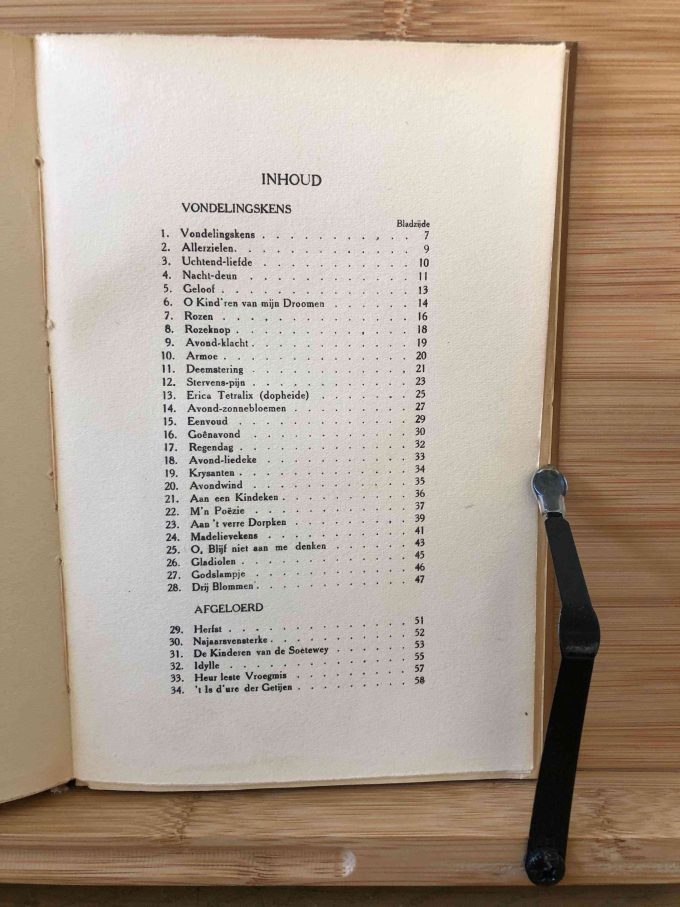 INHOUD
VONDELINGSKENS
Bladzijde
1. Vondelingskens . . . . . . . . . . 7
2. Allerzielen. . . . . . . . . . . 9
3. Uchtend-liefde . . . . . . . . . . 10
4. Nacht-deun . . . . . . . . . . . 11
5. Geloof . . . . . . . . . . . . 13
6. O Kind'ren van mijn Droomen . . . . . . 14
7. Rozen . . . . . . . . . . . . 16
8. Rozeknop . . . . . . . . . . . 18
9. Avond-klacht . . . . . . . . . . . 19
10. Armoe . . . . . . . . . . . . 20
11. Deemstering . . . . . . . . . . . 21
12. Stervens-pijn . . . . . . . . . . . 23
13. Erica Tetralix (dopheide) . . . . . . . 25
14. Avond-zonnebloemen . . . . . . . . 27
15. Eenvoud . . . . . . . . . . . 29
16. Goênavond . . . . . . . . . . . 30
17. Regendag . . . . . . . . . . . 32
18. Avond-liedeke . . . . . . . . . . 33
19. Krysanten . . . . . . . . . . . 34
20. Avondwind . . . . . . . . . . . 35
21. Aan een Kindeken . . . . . . . . . 36
22. M'n Poëzie . . . . . . . . . . . 37
23. Aan 't verre Dorpken . . . . . . . . 39
24. Madelievekens . . . . . . . . . . 41
25. O, Blijf niet aan me denken . . . . . . 43
26. Gladiolen . . . . . . . . . . . 45
27. Godslampje . . . . . . . . . . . 46
28. Drij Blommen . . . . . . . . . . 47
AFGELOERD
29. Herfst . . . . . . . . . . . . 51
30. Najaarsvensterke . . . . . . . . . . 52
31. De Kinderen van de Soetewey . . . . . . 53
32. Idylle . . . . . . . . . . . . 55
33. Heur leste Vroegmis . . . . . . . . 57
34. 't Is d'ure der Getijen . . . . . . . . 58